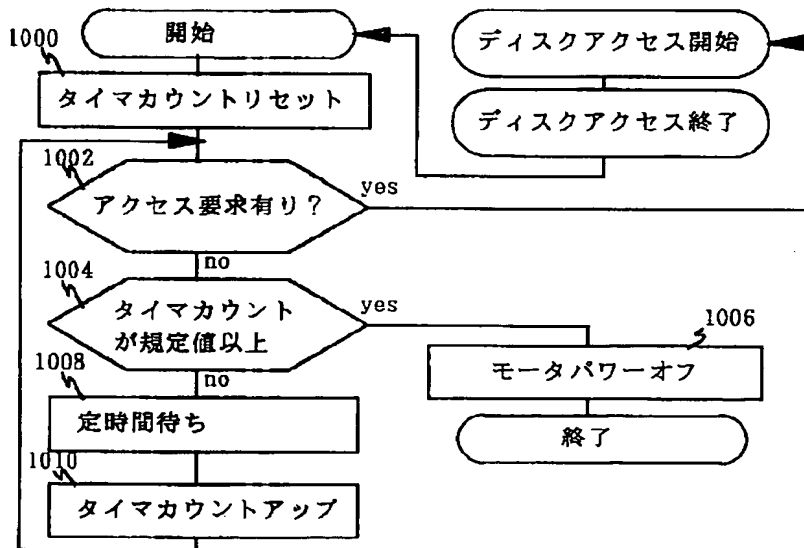 開始
1000
タイマカウントリセット
ディスクアクセス開始
ディスクアクセス終了
1002
アクセス要求有り?
yes
no
1004
タイマカウント
が規定値以上
yes
no
1006
モータパワーオフ
終了
1008
定時間待ち
1010
タイマカウントアップ